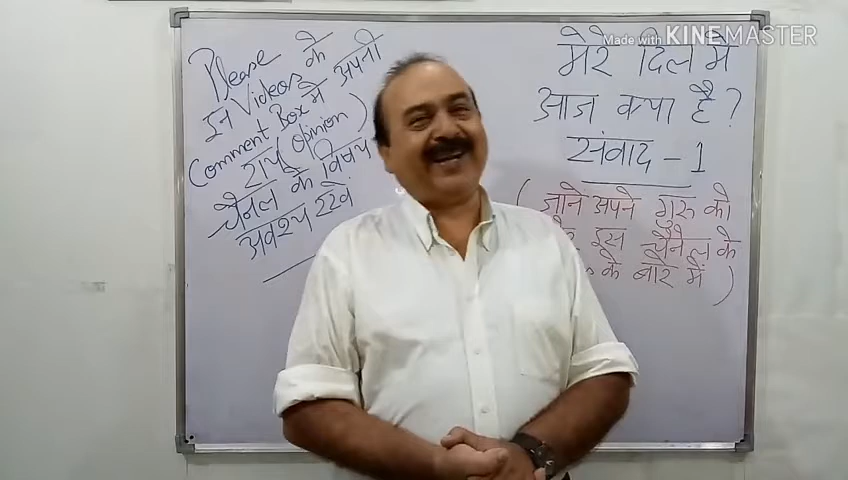 Please
इन Videos के
Comment Box में अपनी
राय (opinion)
चैनल के विषय
अवश्य रखें
Made with KINEMASTER
मेरे दिल में
आज क्या है ?
संवाद - 1
( जाने अपने गुरु को
इस चैनल के
के बारे में )